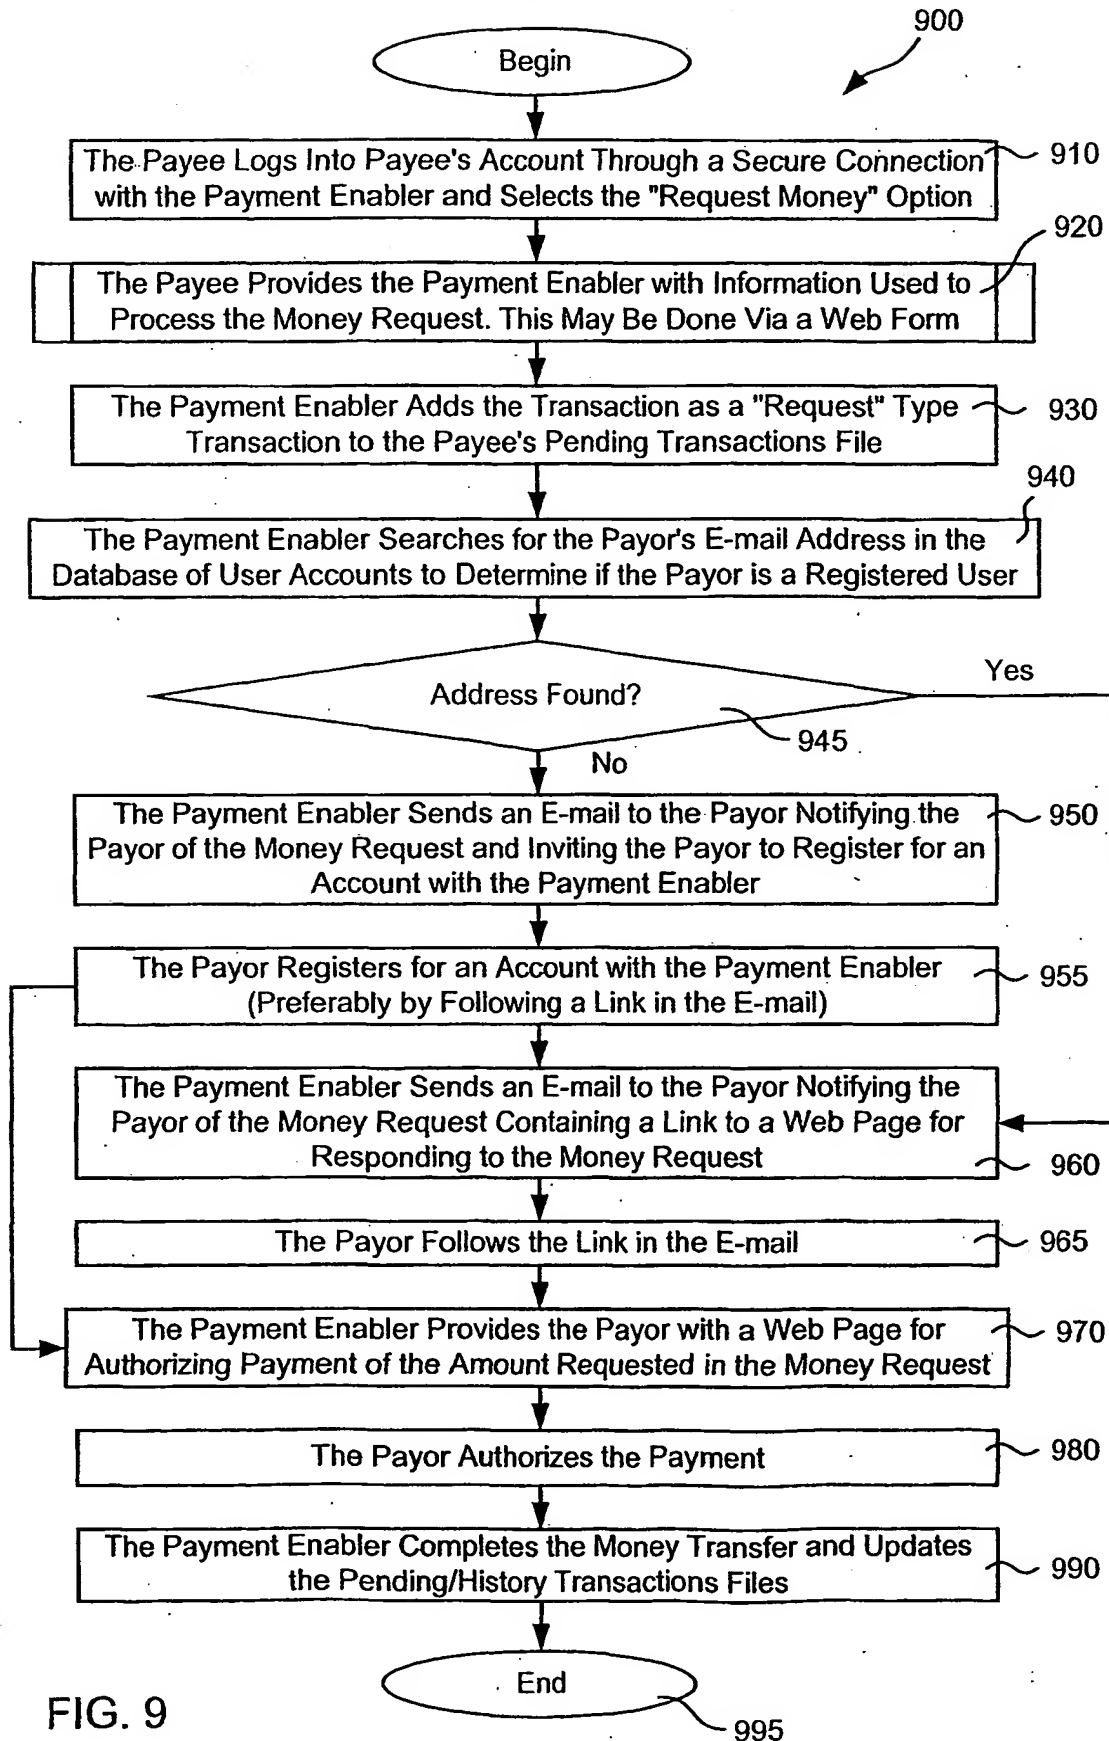 900
Begin
The Payee Logs Into Payee's Account Through a Secure Connection
with the Payment Enabler and Selects the "Request Money" Option
910
920
The Payee Provides the Payment Enabler with Information Used to
Process the Money Request. This May Be Done Via a Web Form
The Payment Enabler Adds the Transaction as a "Request" Type
Transaction to the Payee's Pending Transactions File
930
940
The Payment Enabler Searches for the Payor's E-mail Address in the
Database of User Accounts to Determine if the Payor is a Registered User
Yes
Address Found?
945
No
The Payment Enabler Sends an E-mail to the Payor Notifying the
Payor of the Money Request and Inviting the Payor to Register for an
Account with the Payment Enabler
950
The Payor Registers for an Account with the Payment Enabler
(Preferably by Following a Link in the E-mail)
955
The Payment Enabler Sends an E-mail to the Payor Notifying the
Payor of the Money Request Containing a Link to a Web Page for
Responding to the Money Request
960
The Payor Follows the Link in the E-mail
965
The Payment Enabler Provides the Payor with a Web Page for
Authorizing Payment of the Amount Requested in the Money Request
970
The Payor Authorizes the Payment
980
The Payment Enabler Completes the Money Transfer and Updates
the Pending/History Transactions Files
990
End
995
FIG. 9